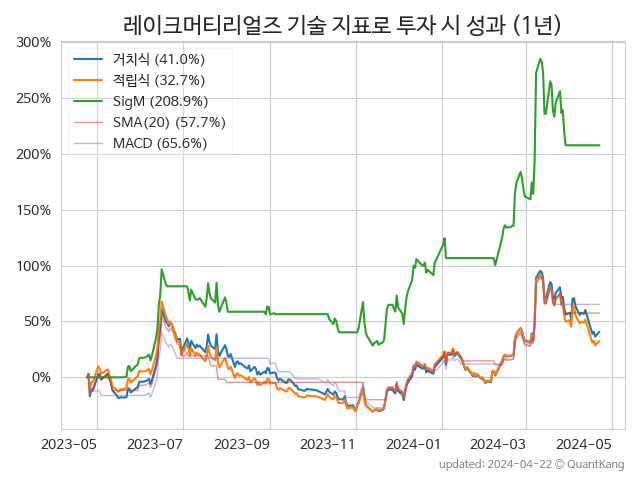 레이크머티리얼즈 기술 지표로 투자 시 성과 (1년)
300%
250%
200%
150%
100%
50%
0%
거치식 (41.0%)
적립식 (32.7%)
SigM (208.9%)
SMA(20) (57.7%)
MACD (65.6%)
2023-05 2023-07 2023-09 2023-11 2024-01 2024-03 2024-05
updated: 2024-04-22 © QuantKang